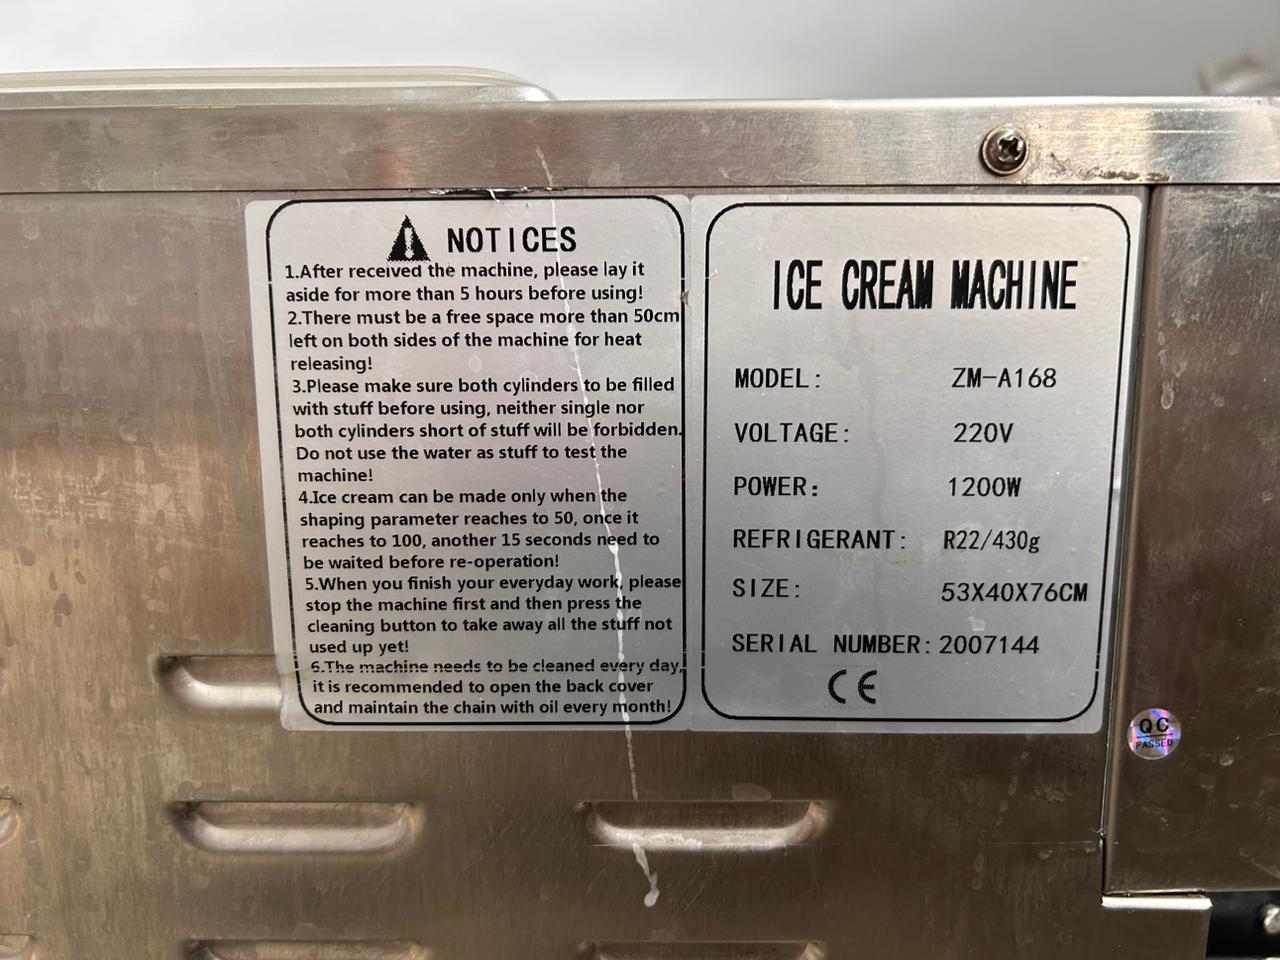 NOTICES
1.After received the machine, please lay it
aside for more than 5 hours before using!
2.There must be a free space more than 50cm
left on both sides of the machine for heat
releasing!
3.Please make sure both cylinders to be filled
with stuff before using, neither single nor
both cylinders short of stuff will be forbidden.
Do not use the water as stuff to test the
machine!
4.Ice cream can be made only when the
shaping parameter reaches to 50, once it
reaches to 100, another 15 seconds need to
be waited before re-operation!
5.When you finish your everyday work, please
stop the machine first and then press the
cleaning button to take away all the stuff not
used up yet!
6.The machine needs to be cleaned every day,
it is recommended to open the back cover
and maintain the chain with oil every month!
ICE CREAM MACHINE
MODEL: ZM-A168
VOLTAGE: 220V
POWER: 1200W
REFRIGERANT: R22/430g
SIZE: 53X40X76CM
SERIAL NUMBER: 2007144
CE
QC
PASSED